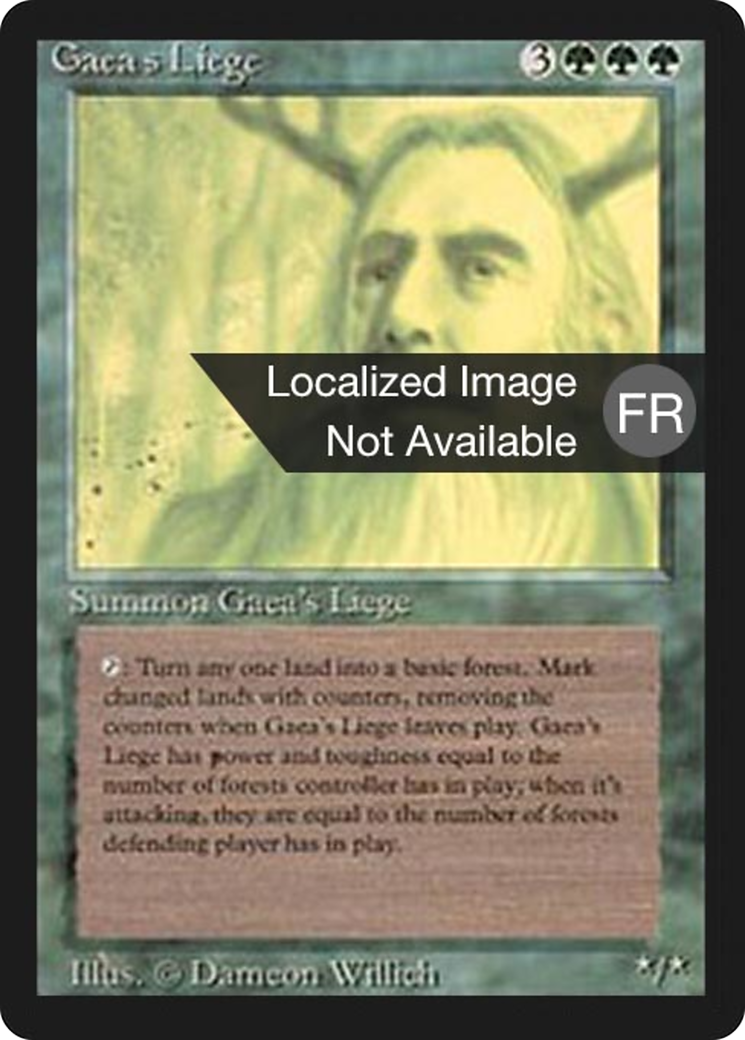 Gaea's Liege
3
Localized Image
Not Available
FR
Summon Gaea's Liege
: Turn any one land into a basic forest. Mark
changed lands with counters, removing the
counters when Gaea's Liege leaves play. Gaea's
Liege has power and toughness equal to the
number of forests controller has in play; when it's
attacking, they are equal to the number of forests
defending player has in play.
Illus. © Dameon Willich
*/*